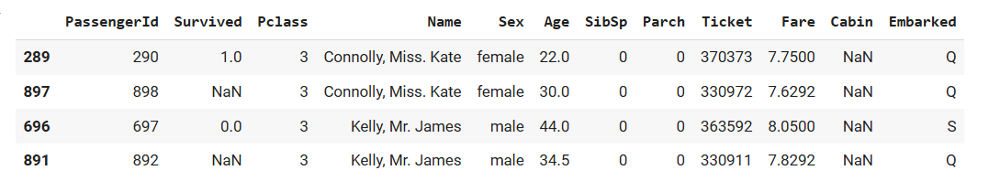 PassengerId Survived Pclass Name Sex Age SibSp Parch Ticket Fare Cabin Embarked
289 290 1.0 3 Connolly, Miss. Kate female 22.0 0 0 370373 7.7500 NaN Q
897 898 NaN 3 Connolly, Miss. Kate female 30.0 0 0 330972 7.6292 NaN Q
696 697 0.0 3 Kelly, Mr. James male 44.0 0 0 363592 8.0500 NaN S
891 892 NaN 3 Kelly, Mr. James male 34.5 0 0 330911 7.8292 NaN Q